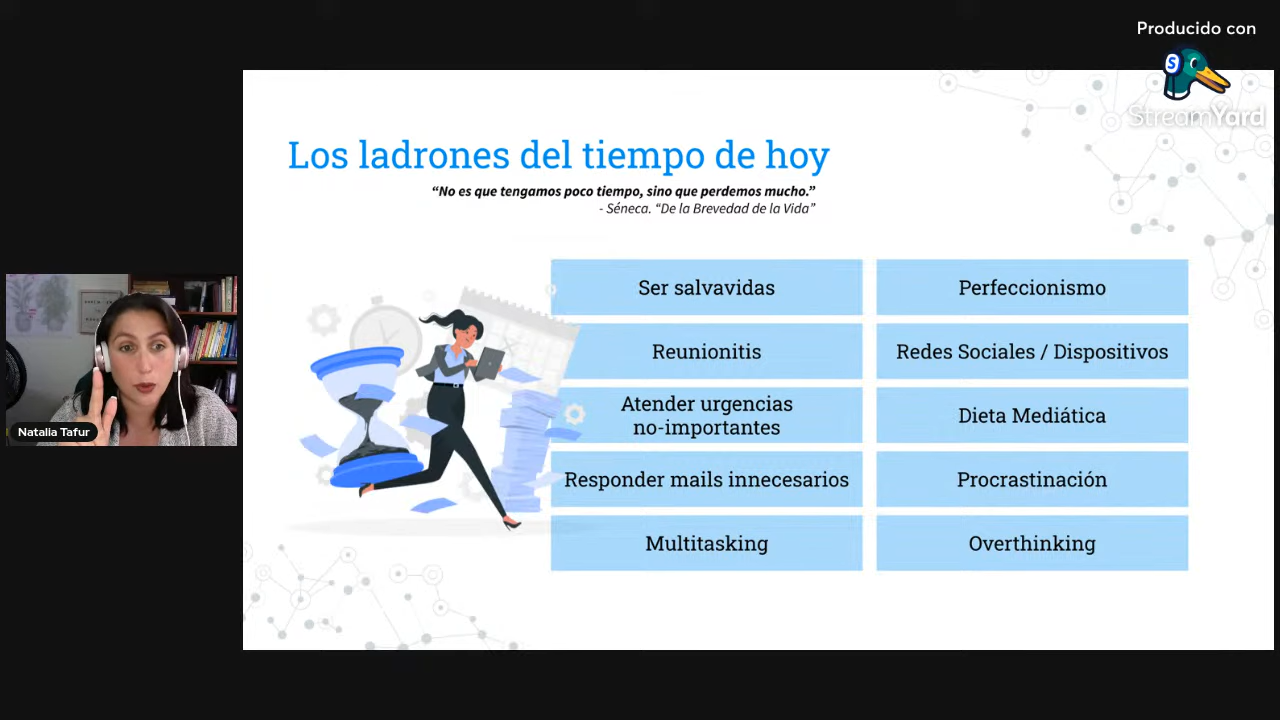 Producido con
StreamYard
Los ladrones del tiempo de hoy
“No es que tengamos poco tiempo, sino que perdemos mucho.”
- Séneca. “De la Brevedad de la Vida”
Ser salvavidas
Perfeccionismo
Reunionitis
Redes Sociales / Dispositivos
Atender urgencias
no-importantes
Dieta Mediática
Responder mails innecesarios
Procrastinación
Multitasking
Overthinking
Natalia Tafur